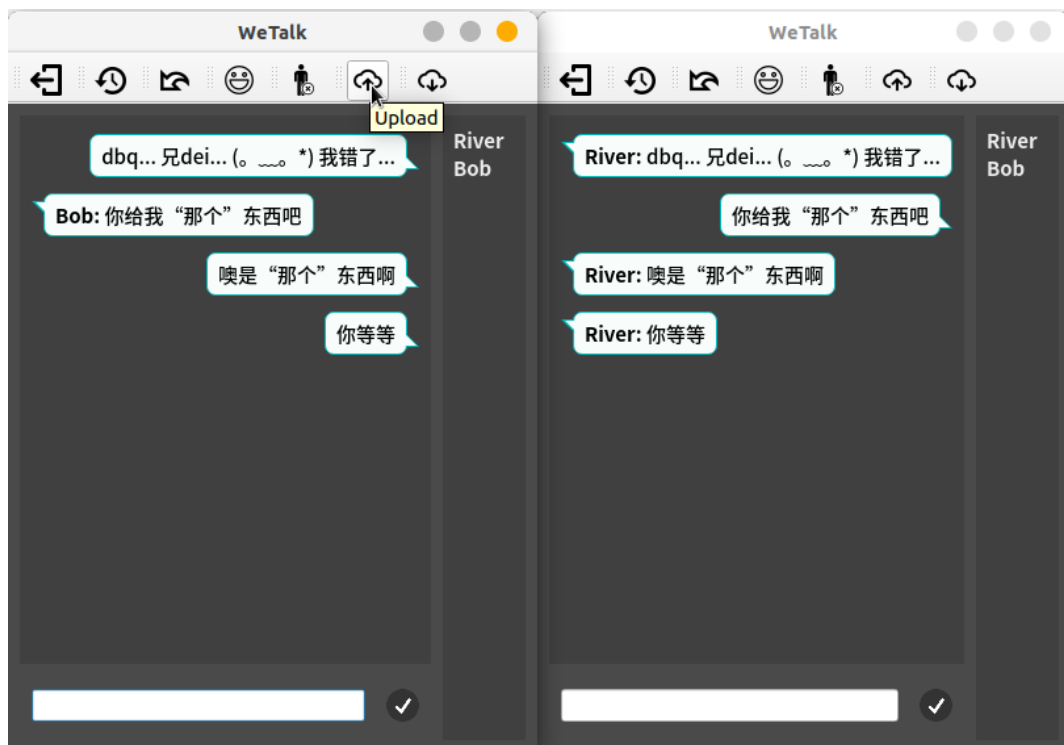 WeTalk
Upload
dbq... 兄dei... (。﹏。*) 我错了...
Bob: 你给我“那个”东西吧
噢是“那个”东西啊
你等等
River
Bob
WeTalk
River: dbq... 兄dei... (。﹏。*) 我错了...
你给我“那个”东西吧
River: 噢是“那个”东西啊
River: 你等等
River
Bob